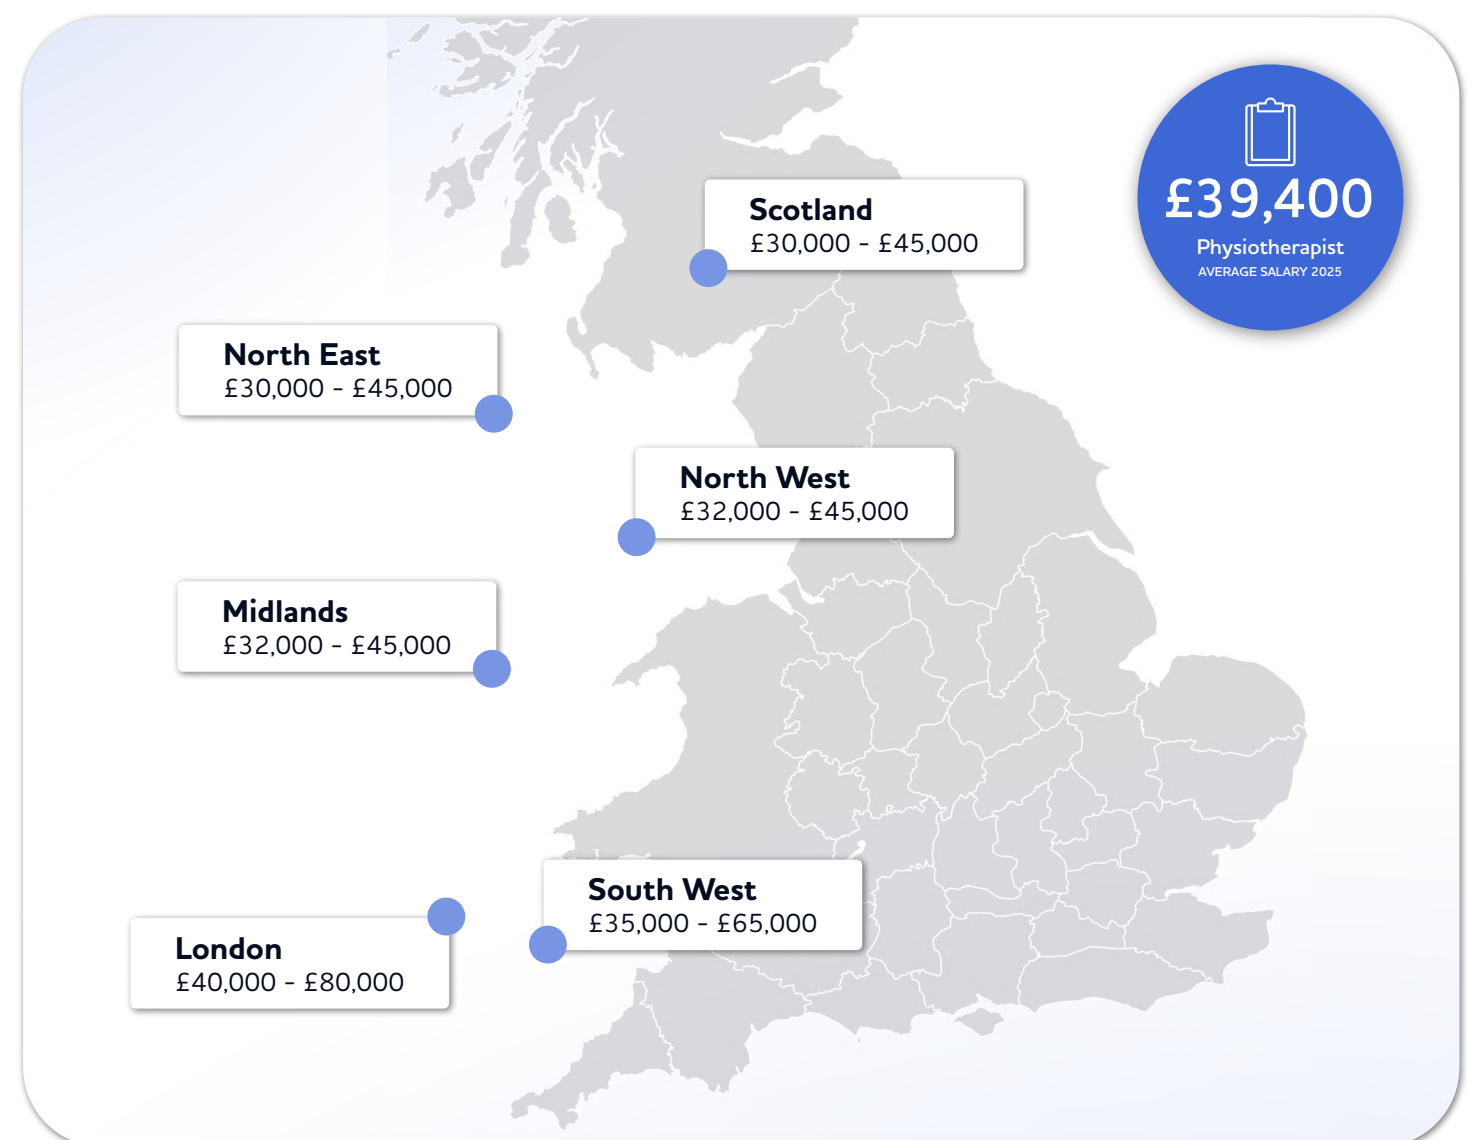 £39,400
Physiotherapist
AVERAGE SALARY 2025
Scotland
£30,000 - £45,000
North East
£30,000 - £45,000
North West
£32,000 - £45,000
Midlands
£32,000 - £45,000
South West
£35,000 - £65,000
London
£40,000 - £80,000